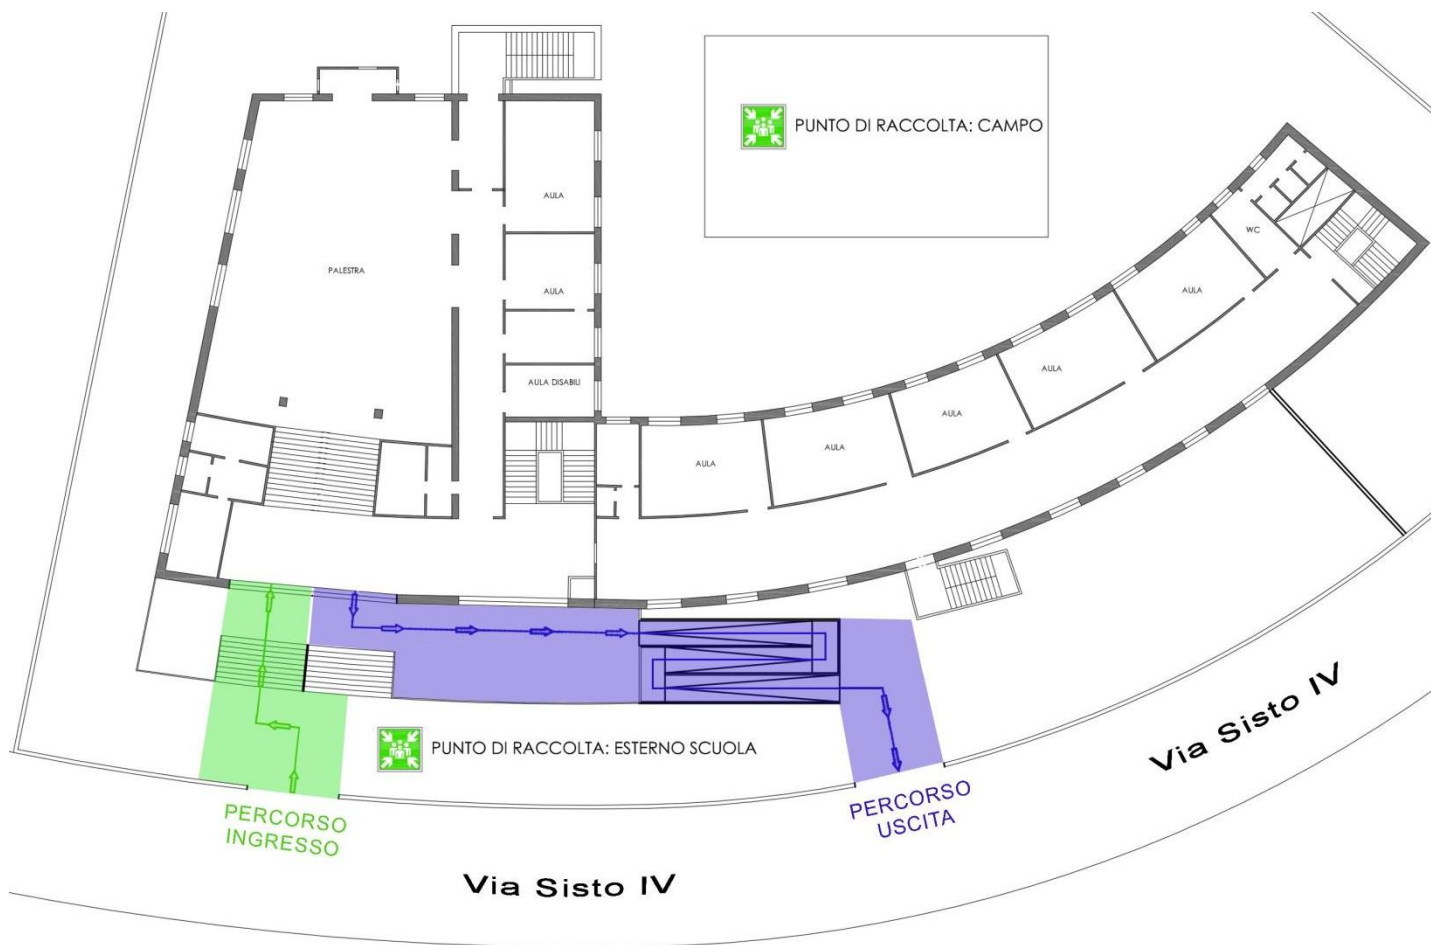 PUNTO DI RACCOLTA: CAMPO
AULA
WC
PALESTRA
AULA
AULA
AULA
AULA DISABILI
AULA
AULA
AULA
PUNTO DI RACCOLTA: ESTERNO SCUOLA
Via Sisto IV
PERCORSO
USCITA
PERCORSO
INGRESSO
Via Sisto IV